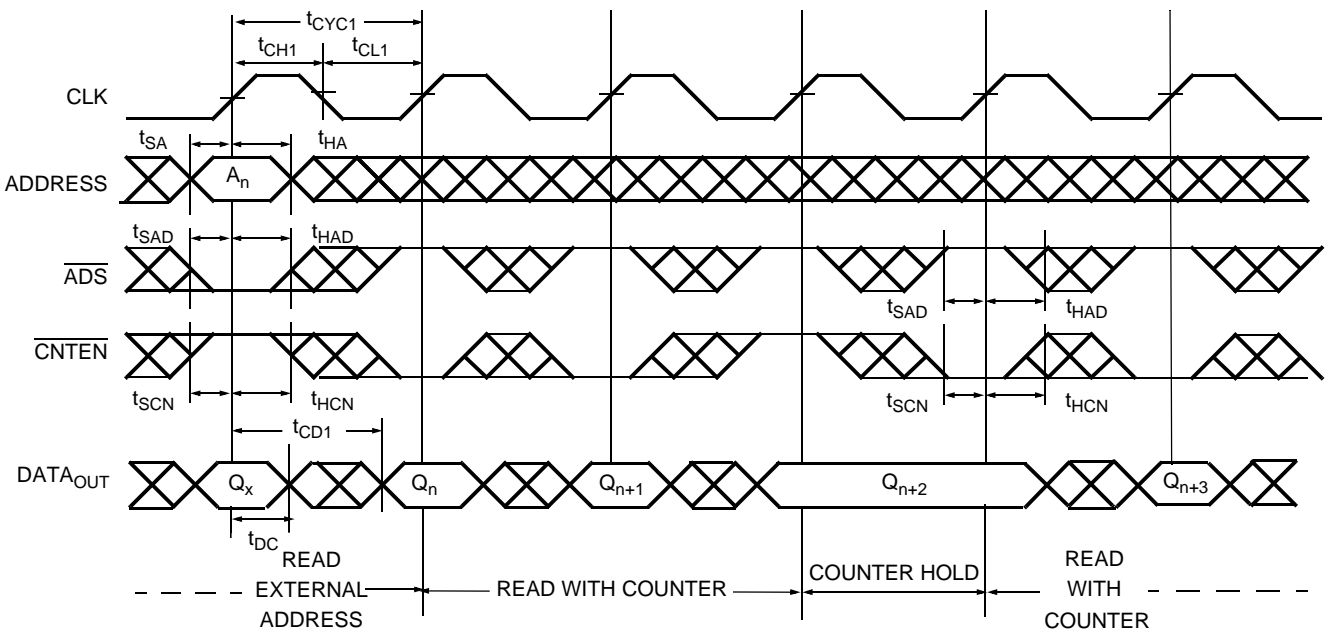 tCYC1
tCH1 tCL1
CLK
tSA tHA
ADDRESS An
tSAD tHAD
ADS
tSAD tHAD
CNTEN
tSCN tHCN tSCN tHCN
tCD1
DATAOUT Qx Qn Qn+1 Qn+2 Qn+3
tDC
READ EXTERNAL ADDRESS
READ WITH COUNTER
COUNTER HOLD
READ WITH COUNTER